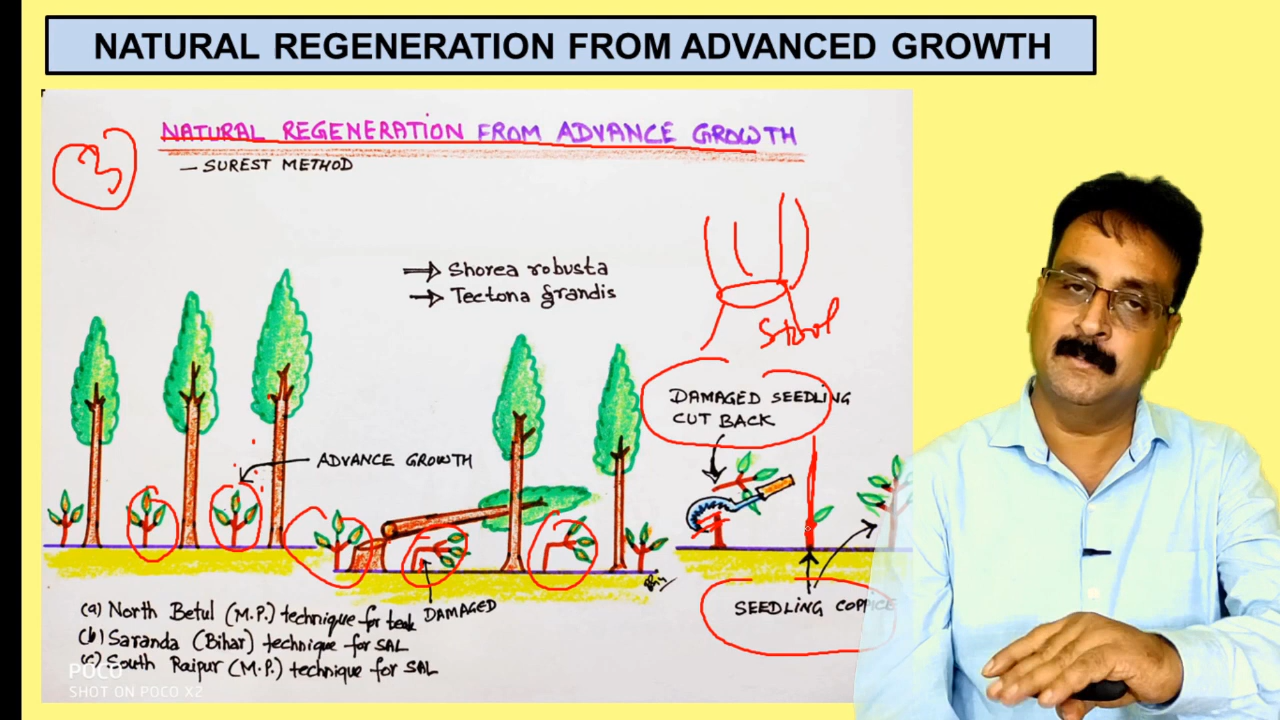 NATURAL REGENERATION FROM ADVANCED GROWTH
3
NATURAL REGENERATION FROM ADVANCE GROWTH
— SUREST METHOD
→ Shorea robusta
→ Tectona grandis
Stool
DAMAGED SEEDLING
CUT BACK
ADVANCE GROWTH
DAMAGED
SEEDLING COPPICE
(a) North Betul (M.P.) technique for teak
(b) Saranda (Bihar) technique for SAL
(c) South Raipur (M.P.) technique for SAL
POCO
SHOT ON POCO X2